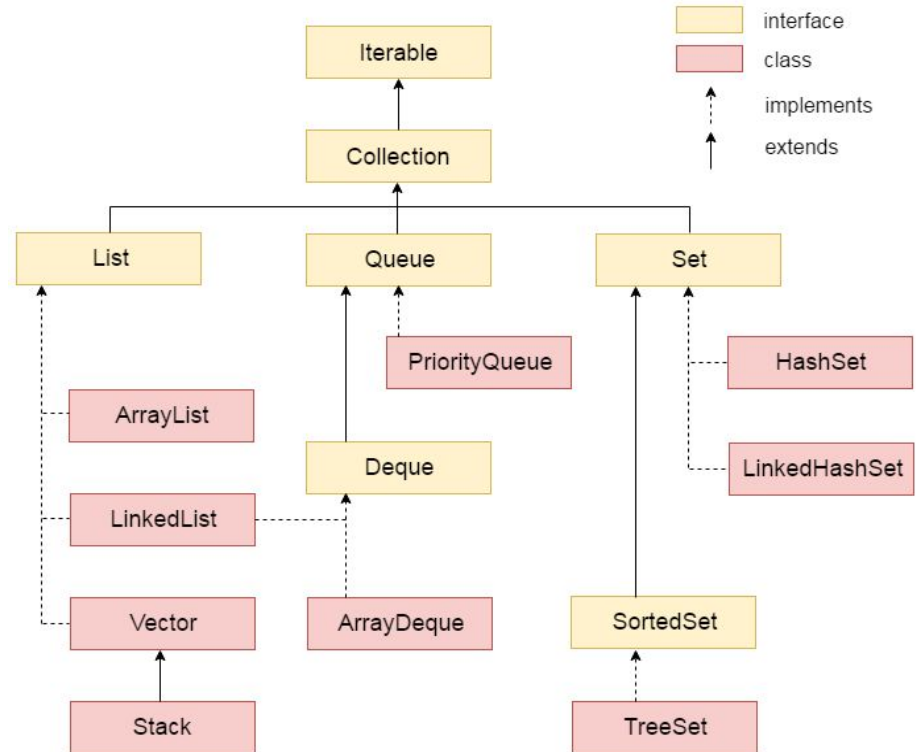 interface
Iterable
class
implements
extends
Collection
List
Queue
Set
PriorityQueue
HashSet
ArrayList
Deque
LinkedHashSet
LinkedList
Vector
ArrayDeque
SortedSet
Stack
TreeSet